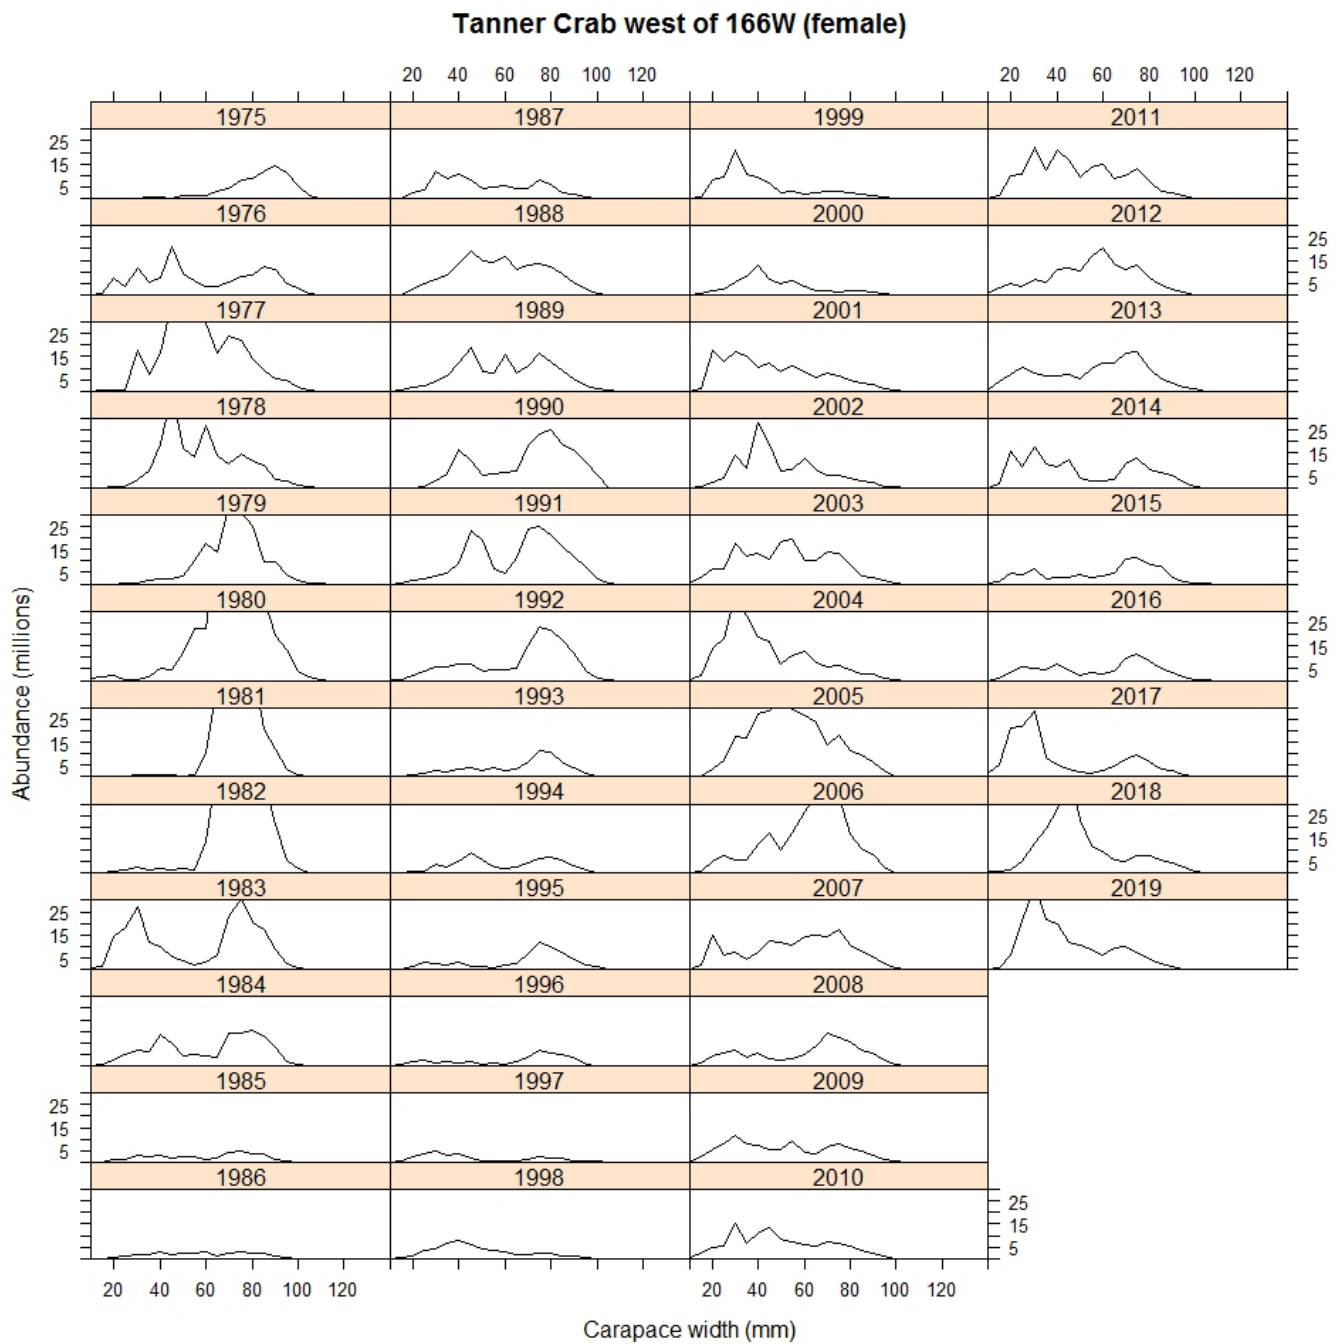 Tanner Crab west of 166W (female)
20 40 60 80 100 120 20 40 60 80 100 120
1975 1987 1999 2011
25
15
5
1976 1988 2000 2012
25
15
5
1977 1989 2001 2013
25
15
5
1978 1990 2002 2014
25
15
5
1979 1991 2003 2015
25
15
5
1980 1992 2004 2016
25
15
5
1981 1993 2005 2017
25
15
5
1982 1994 2006 2018
25
15
5
1983 1995 2007 2019
25
15
5
1984 1996 2008
1985 1997 2009
25
15
5
1986 1998 2010
25
15
5
20 40 60 80 100 120 20 40 60 80 100 120
Abundance (millions)
Carapace width (mm)